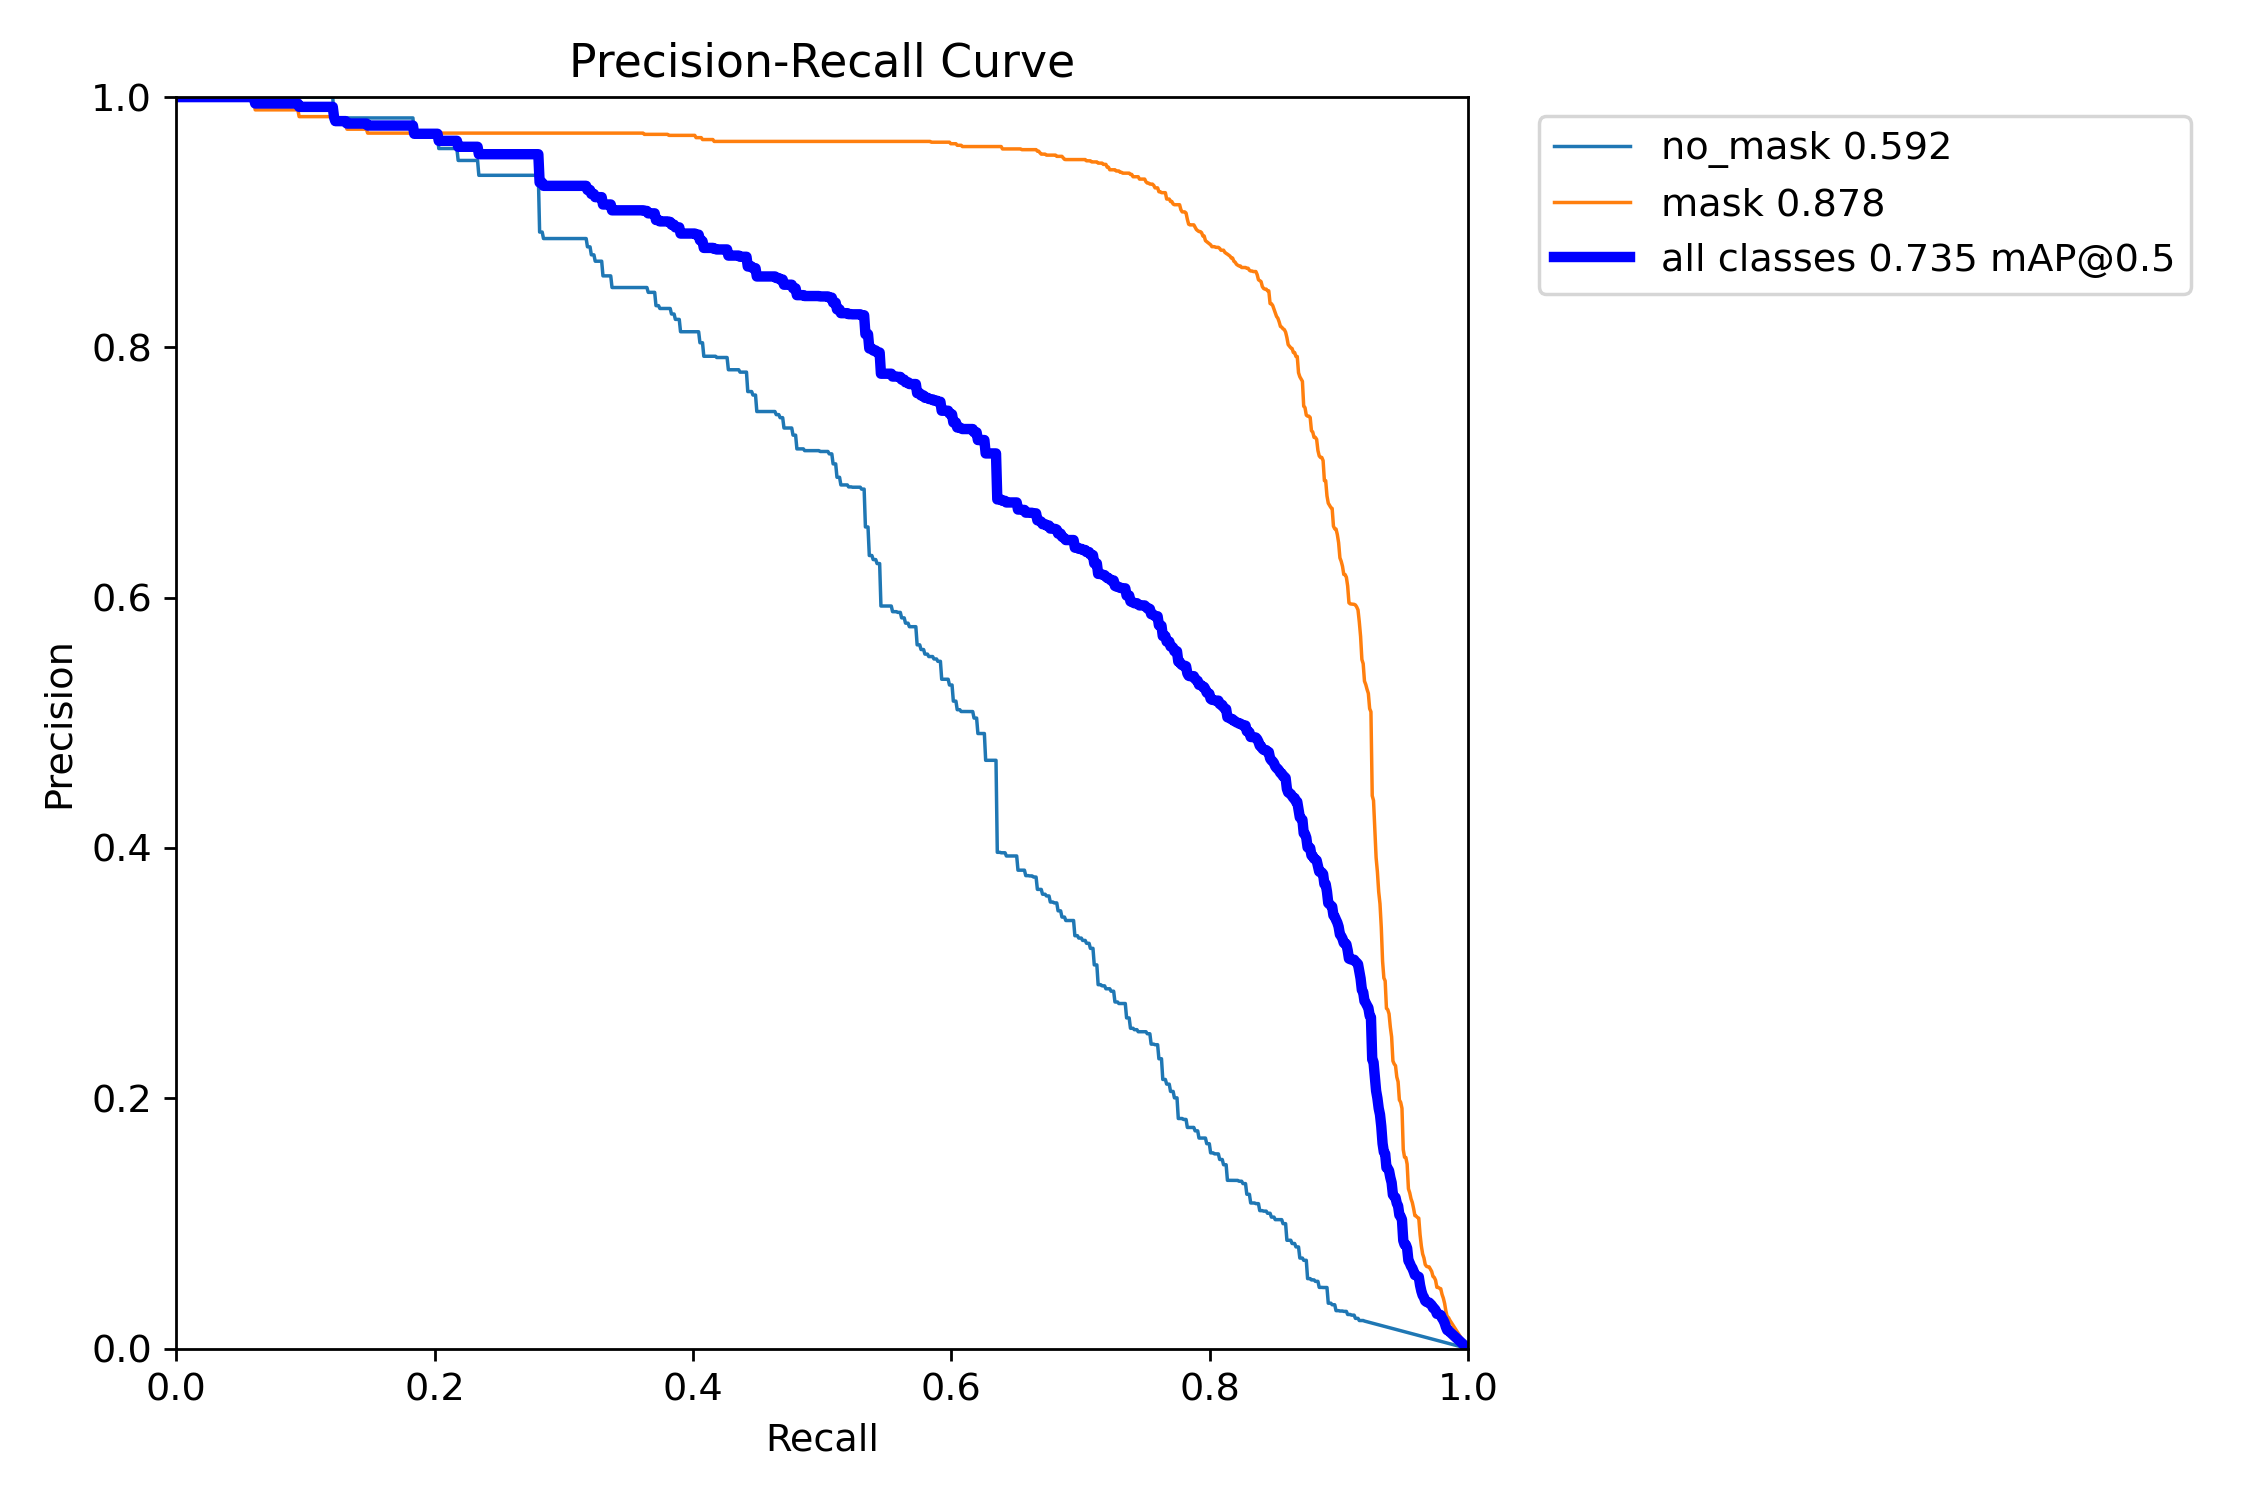 Precision-Recall Curve
no_mask 0.592
mask 0.878
all classes 0.735 mAP@0.5
Precision
1.0
0.8
0.6
0.4
0.2
0.0
0.0 0.2 0.4 0.6 0.8 1.0
Recall